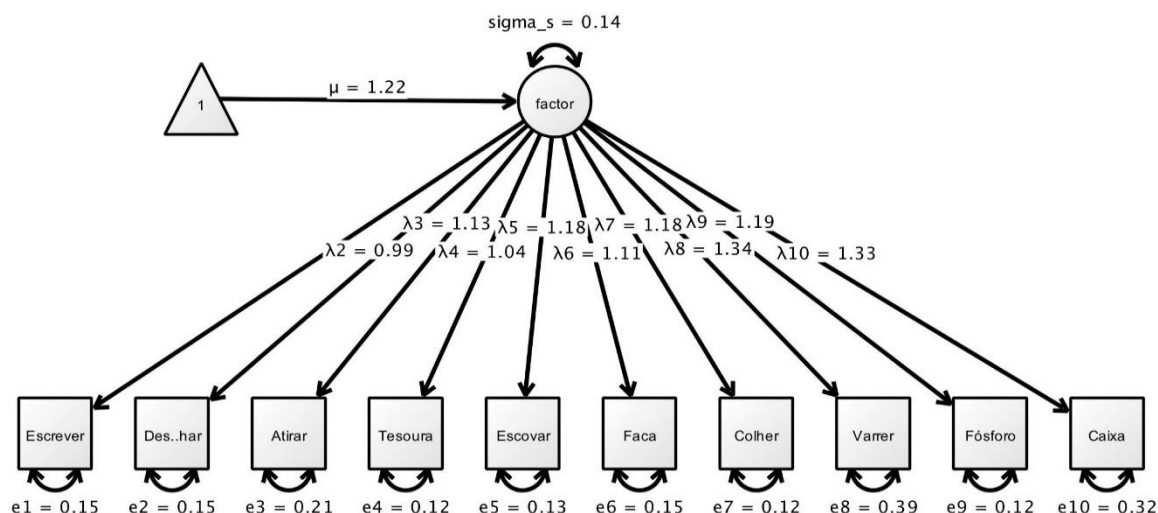 sigma_s = 0.14
1
μ = 1.22
factor
λ3 = 1.13
λ5 = 1.18
λ7 = 1.18
λ9 = 1.19
λ2 = 0.99
λ4 = 1.04
λ6 = 1.11
λ8 = 1.34
λ10 = 1.33
Escrever
Des..har
Atirar
Tesoura
Escovar
Faca
Colher
Varrer
Fósforo
Caixa
e1 = 0.15
e2 = 0.15
e3 = 0.21
e4 = 0.12
e5 = 0.13
e6 = 0.15
e7 = 0.12
e8 = 0.39
e9 = 0.12
e10 = 0.32